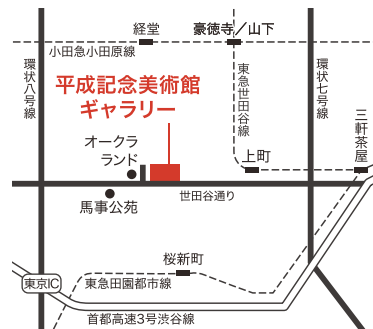 経堂
豪徳寺／山下
小田急小田原線
環状八号線
平成記念美術館
ギャラリー
東急世田谷線
環状七号線
三軒茶屋
オークラ
ランド
上町
馬事公苑
世田谷通り
桜新町
東京IC
東急田園都市線
首都高速3号渋谷線